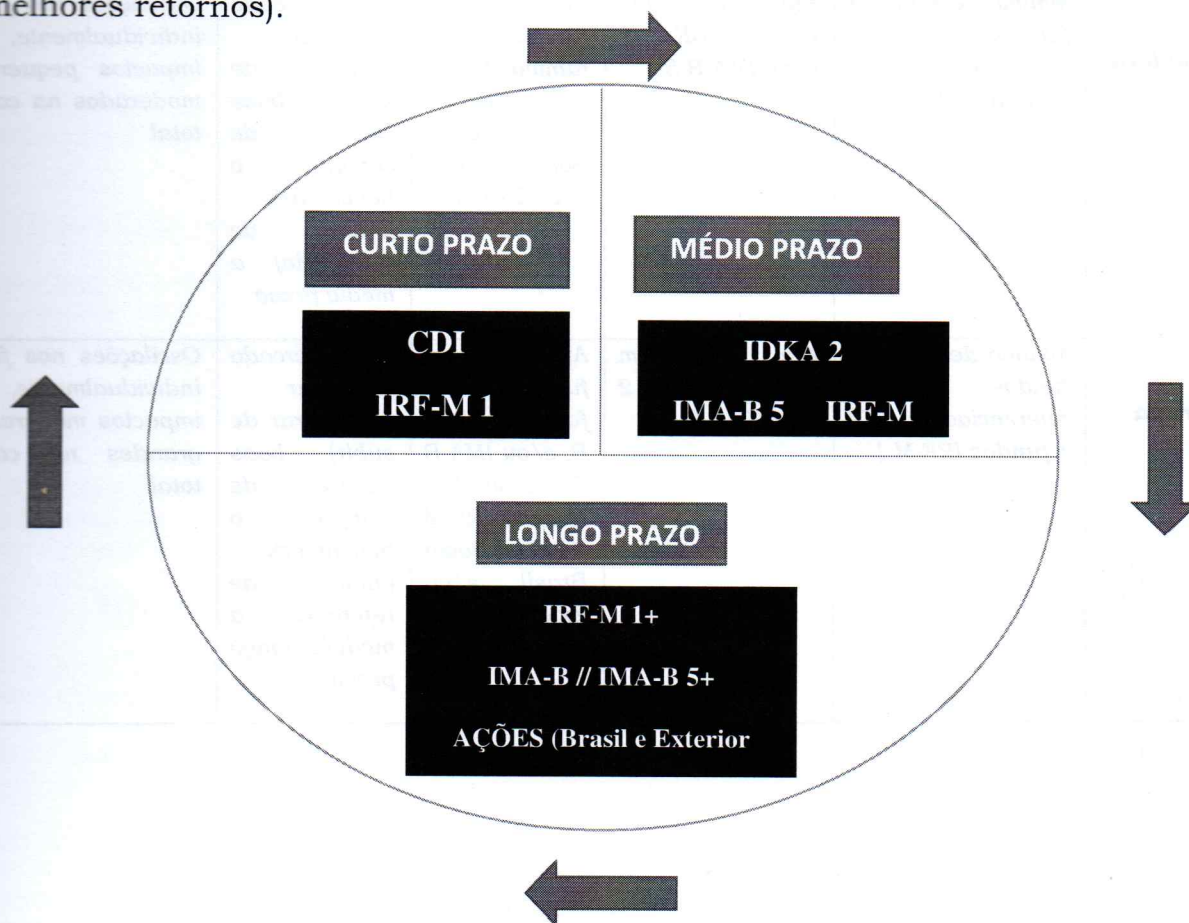 melhores retornos).
CURTO PRAZO
CDI
IRF-M 1
MÉDIO PRAZO
IDKA 2
IMA-B 5 IRF-M
LONGO PRAZO
IRF-M 1+
IMA-B // IMA-B 5+
AÇÕES (Brasil e Exterior